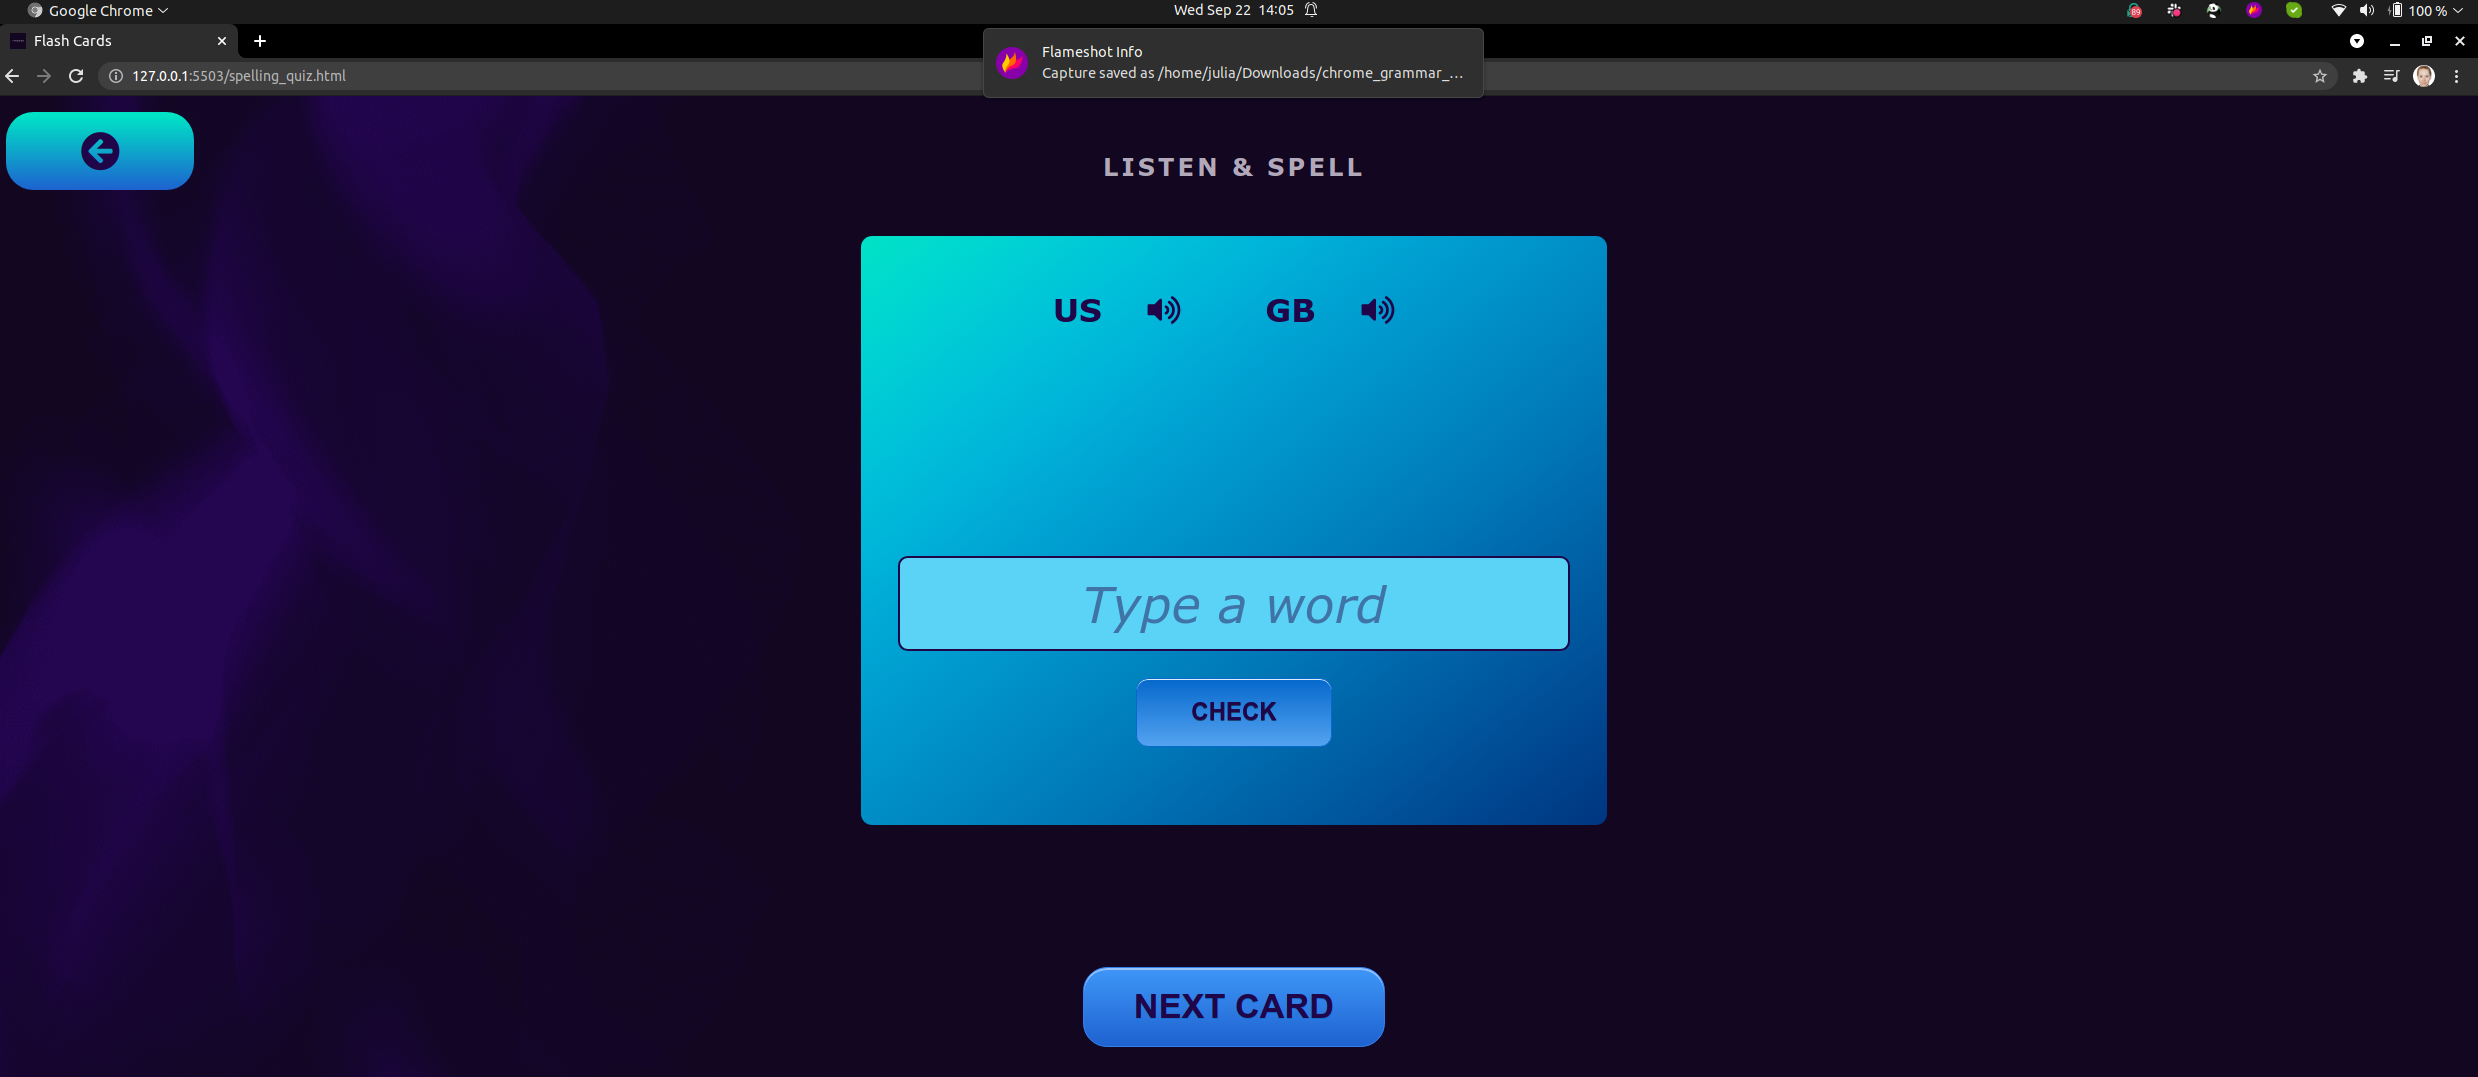 Google Chrome
Wed Sep 22 14:05
89
100 %
Flash Cards
Flameshot Info
Capture saved as /home/julia/Downloads/chrome_grammar_…
127.0.0.1:5503/spelling_quiz.html
LISTEN & SPELL
US GB
Type a word
CHECK
NEXT CARD